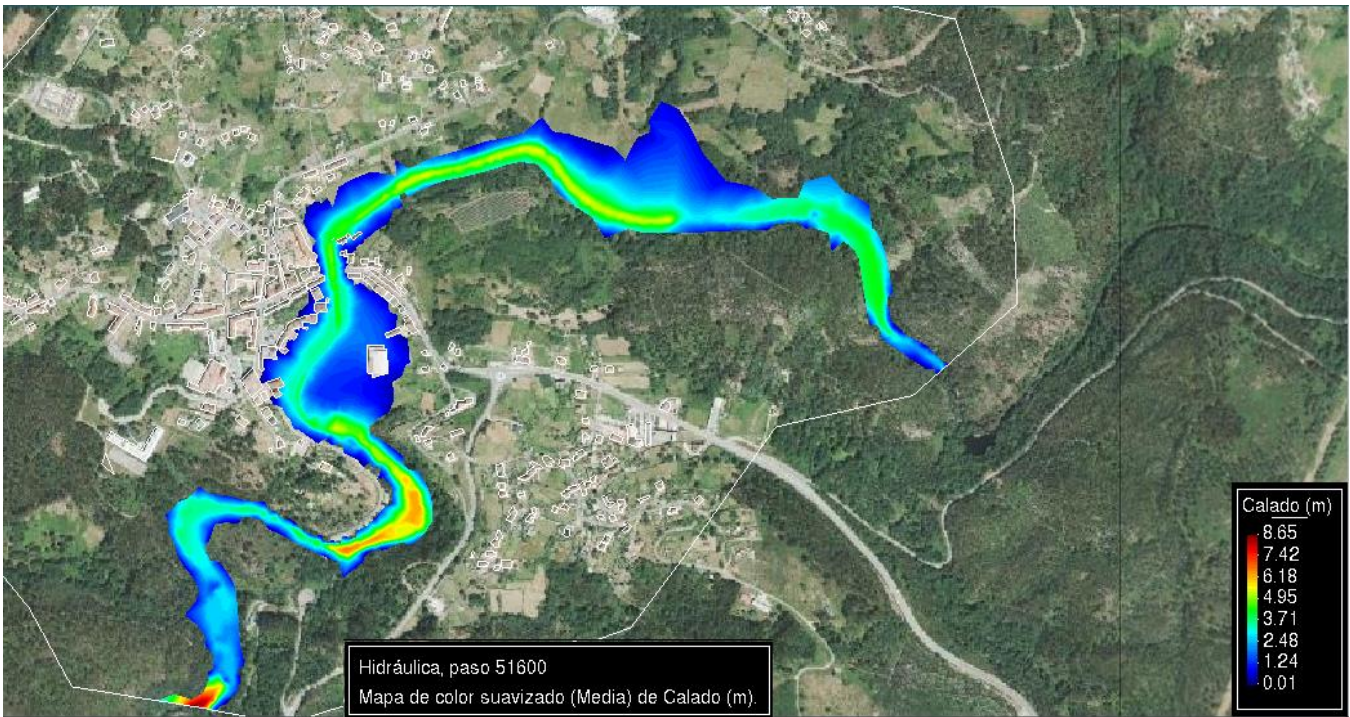 Calado (m)
8.65
7.42
6.18
4.95
3.71
2.48
1.24
0.01
Hidráulica, paso 51600
Mapa de color suavizado (Media) de Calado (m).